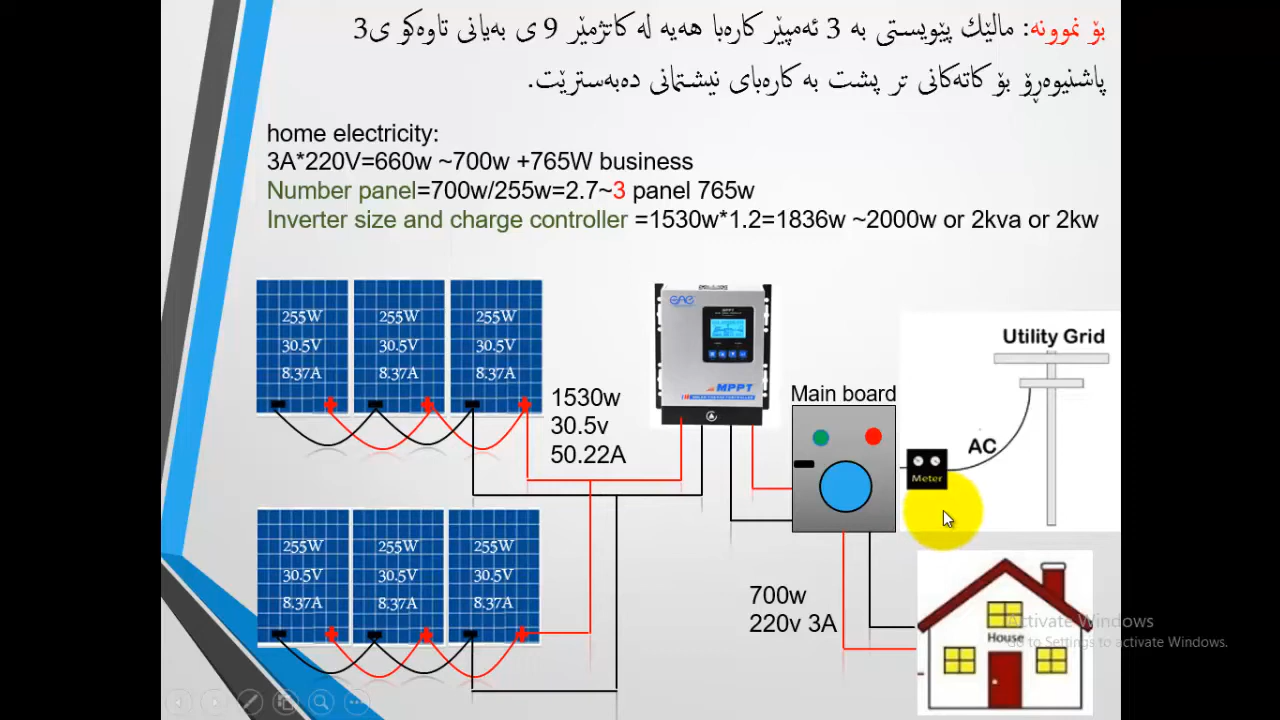 بۆ نموونە: ماڵێك پێویستی بە 3 ئەمپێر کارەبا هەیە لە کاتژمێر 9 ی بەیانی تاوەکو ی3
پاشنیوەڕۆ بۆ کاتەکانی تر پشت بە کارەبای نیشتمانی دەبەسترێت.
home electricity:
3A*220V=660w ~700w +765W business
Number panel=700w/255w=2.7~3 panel 765w
Inverter size and charge controller =1530w*1.2=1836w ~2000w or 2kva or 2kw
255W 255W 255W
30.5V 30.5V 30.5V
8.37A 8.37A 8.37A
1530w
30.5v
50.22A
MPPT
MPPT
Main board
Utility Grid
AC
Meter
255W 255W 255W
30.5V 30.5V 30.5V
8.37A 8.37A 8.37A
700w
220v 3A
House
Activate Windows
Go to Settings to activate Windows.